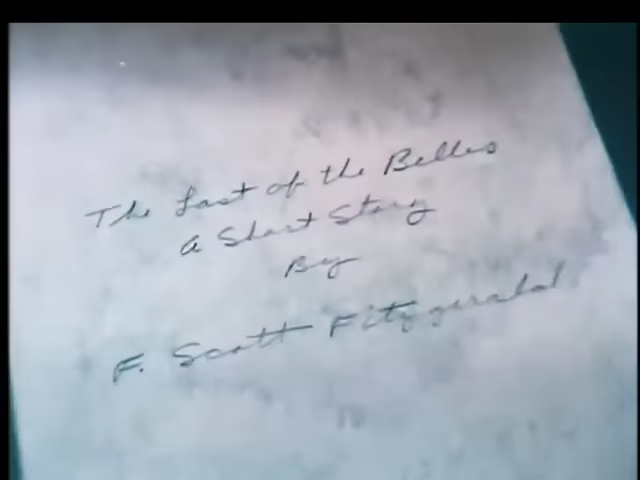 The Last of the Belles
A Short Story
By
F. Scott Fitzgerald